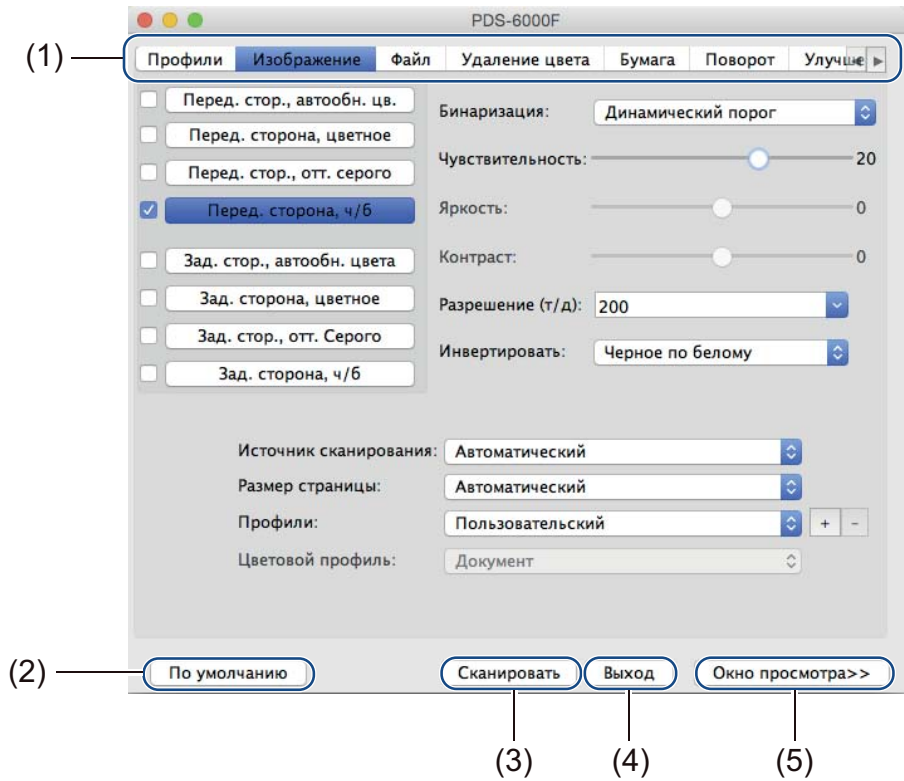 PDS-6000F
(1)
Профили Изображение Файл Удаление цвета Бумага Поворот Улучше
Перед. стор., автообн. цв.
Перед. сторона, цветное
Перед. стор., отт. серого
Перед. сторона, ч/б
Зад. стор., автообн. цвета
Зад. сторона, цветное
Зад. стор., отт. Серого
Зад. сторона, ч/б
Бинаризация: Динамический порог
Чувствительность: 20
Яркость: 0
Контраст: 0
Разрешение (т/д): 200
Инвертировать: Черное по белому
Источник сканирования: Автоматический
Размер страницы: Автоматический
Профили: Пользовательский + -
Цветовой профиль: Документ
(2) По умолчанию Сканировать Выход Окно просмотра>>
(3) (4) (5)